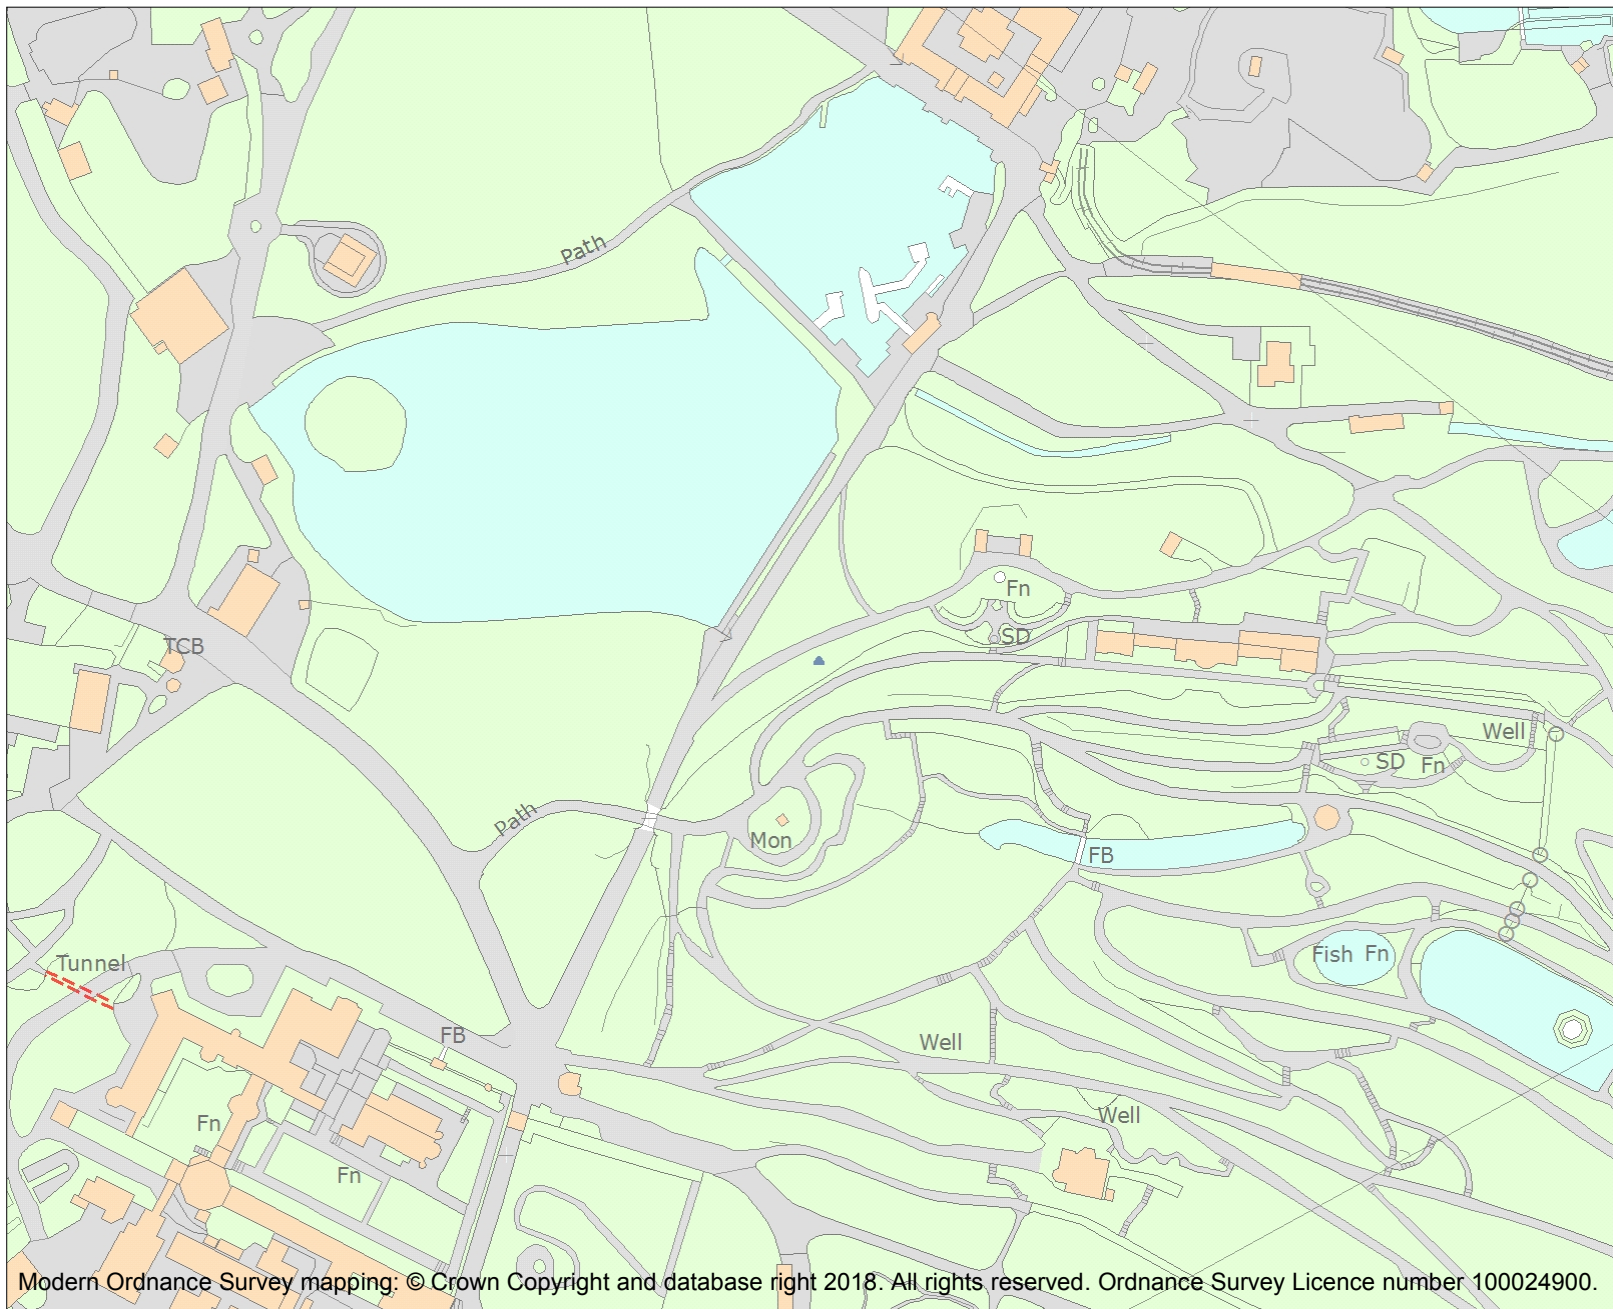 Path
Fn
SD
TCB
Well
SD
Fn
Path
Mon
FB
Fish Fn
Tunnel
FB
Well
Well
Fn
Fn
Modern Ordnance Survey mapping: © Crown Copyright and database right 2018. All rights reserved. Ordnance Survey Licence number 100024900.